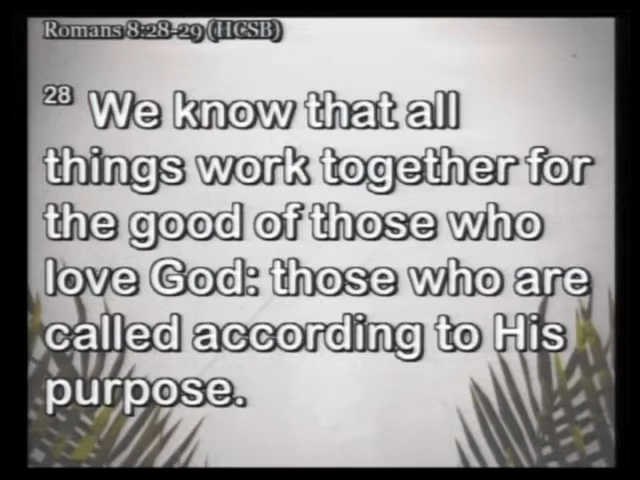 Romans 8:28-29 (HCSB)
28 We know that all
things work together for
the good of those who
love God: those who are
called according to His
purpose.